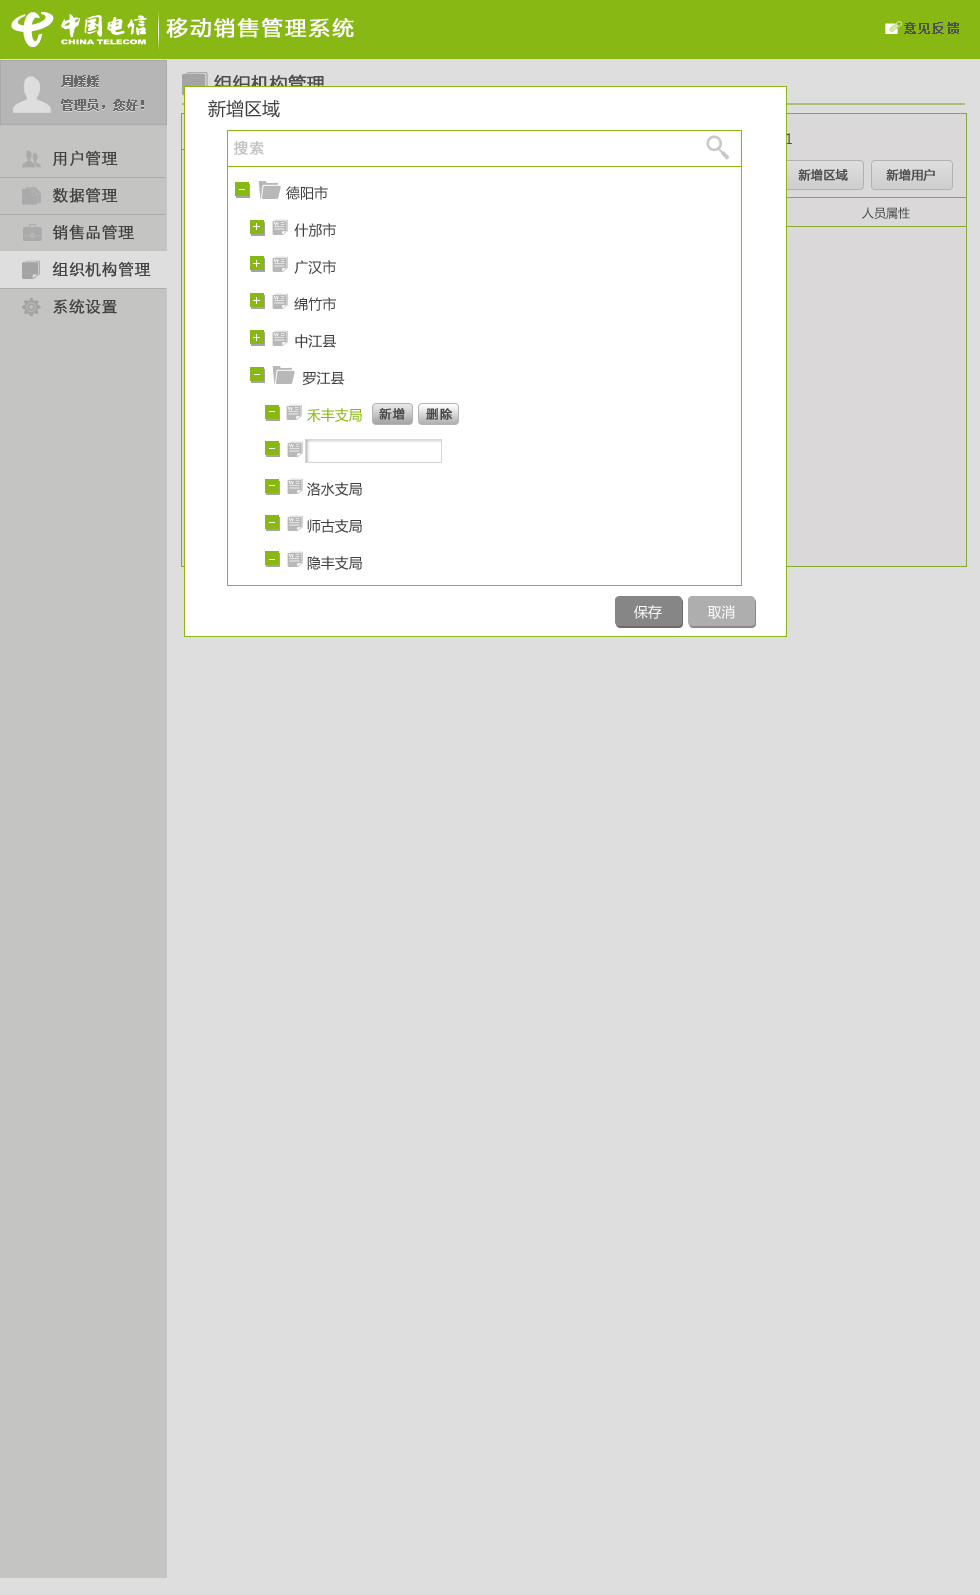 中国电信
CHINA TELECOM
移动销售管理系统
意见反馈
周媛媛
管理员，您好！
用户管理
数据管理
销售品管理
组织机构管理
系统设置
组织机构管理
1
新增区域
新增用户
人员属性
新增区域
搜索
德阳市
什邡市
广汉市
绵竹市
中江县
罗江县
禾丰支局 新增 删除
洛水支局
师古支局
隐丰支局
保存 取消